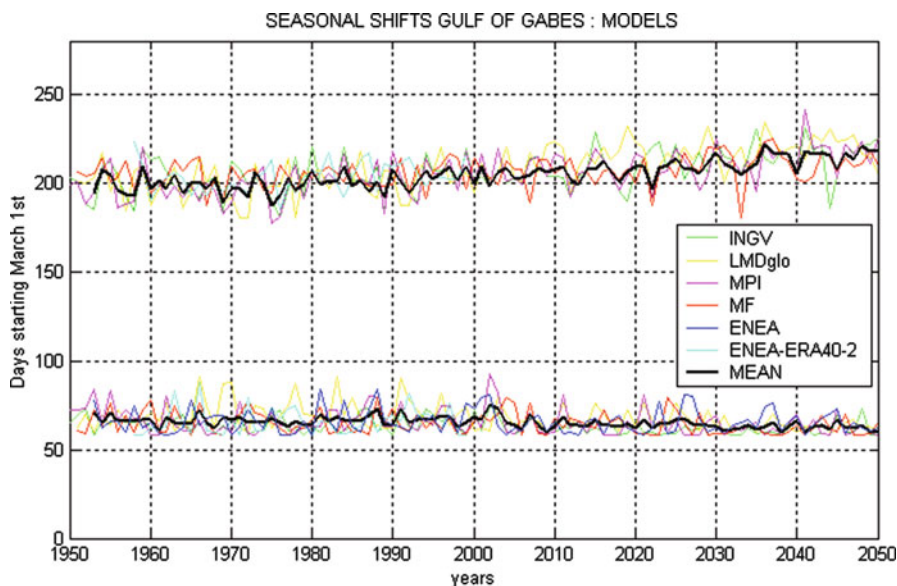 SEASONAL SHIFTS GULF OF GABES : MODELS
Days starting March 1st
250
200
150
100
50
0
INGV
LMDglo
MPI
MF
ENEA
ENEA-ERA40-2
MEAN
1950 1960 1970 1980 1990 2000 2010 2020 2030 2040 2050
years